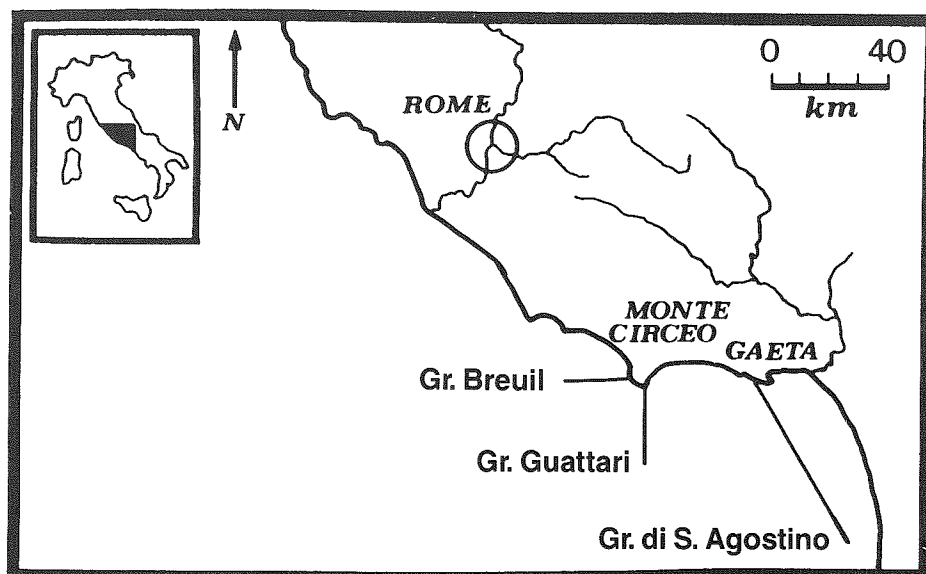 N
0 40
km
ROME
MONTE
CIRCEO
GAETA
Gr. Breuil
Gr. Guattari
Gr. di S. Agostino